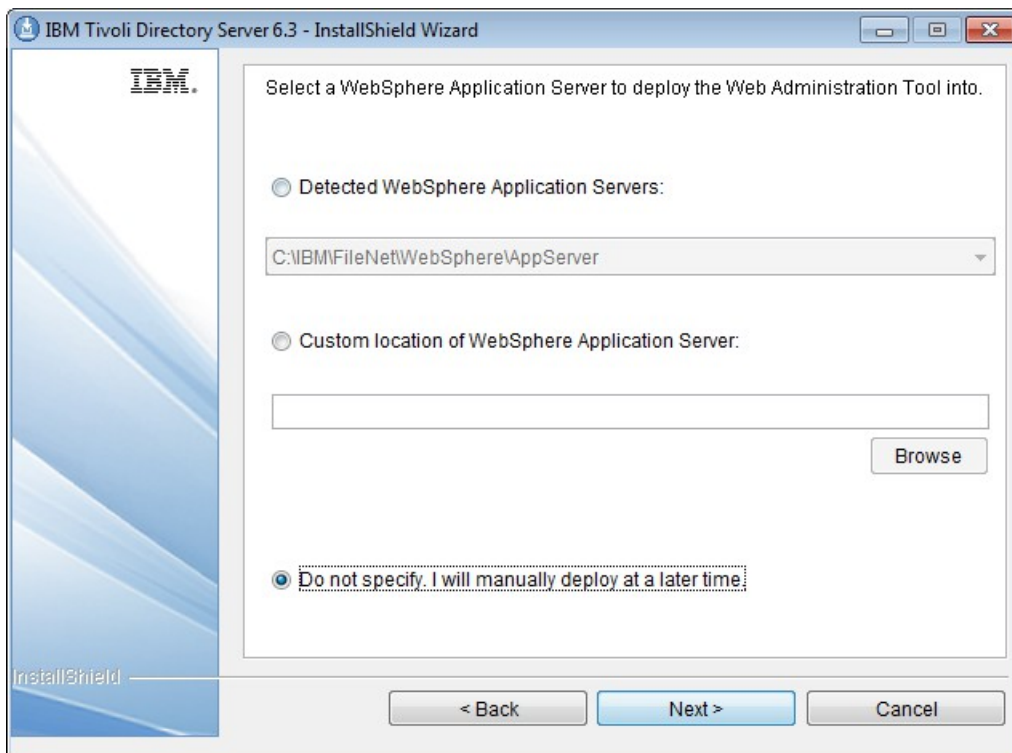 IBM Tivoli Directory Server 6.3 - InstallShield Wizard
IBM.
Select a WebSphere Application Server to deploy the Web Administration Tool into.
Detected WebSphere Application Servers:
C:\IBM\FileNet\WebSphere\AppServer
Custom location of WebSphere Application Server:
Browse
Do not specify. I will manually deploy at a later time.
InstallShield
< Back
Next >
Cancel